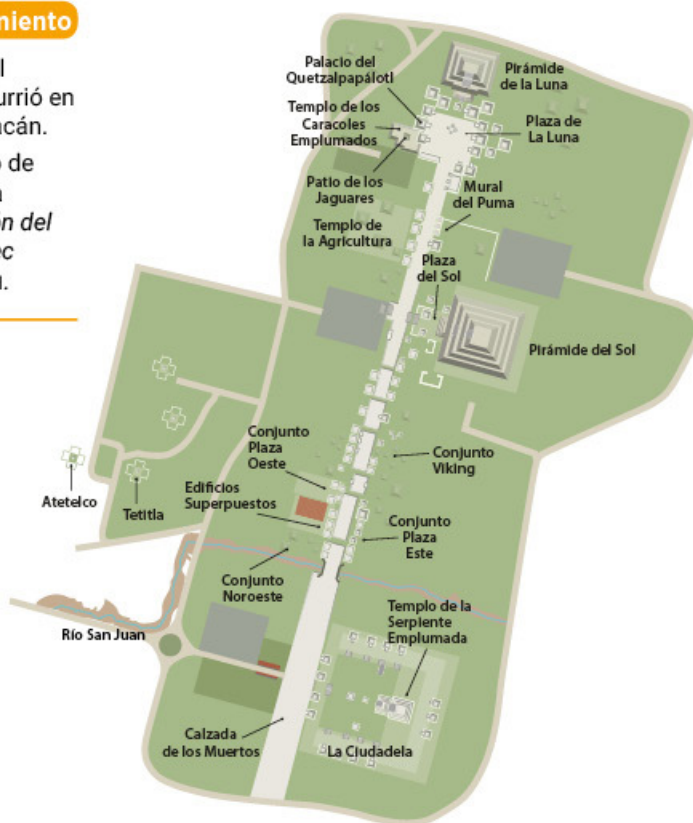 niento
l
urrió en
acán.
o de
a
n del
ec
.
Palacio del
Quetzalpapálotl
Pirámide
de la Luna
Templo de los
Caracoles
Emplumados
Plaza de
La Luna
Patio de los
Jaguares
Mural
del Puma
Templo de
la Agricultura
Plaza
del Sol
Pirámide del Sol
Conjunto
Plaza
Oeste
Conjunto
Viking
Atetelco
Tetitla
Edificios
Superpuestos
Conjunto
Plaza
Este
Conjunto
Noroeste
Templo de la
Serpiente
Emplumada
Río San Juan
Calzada
de los Muertos
La Ciudadela